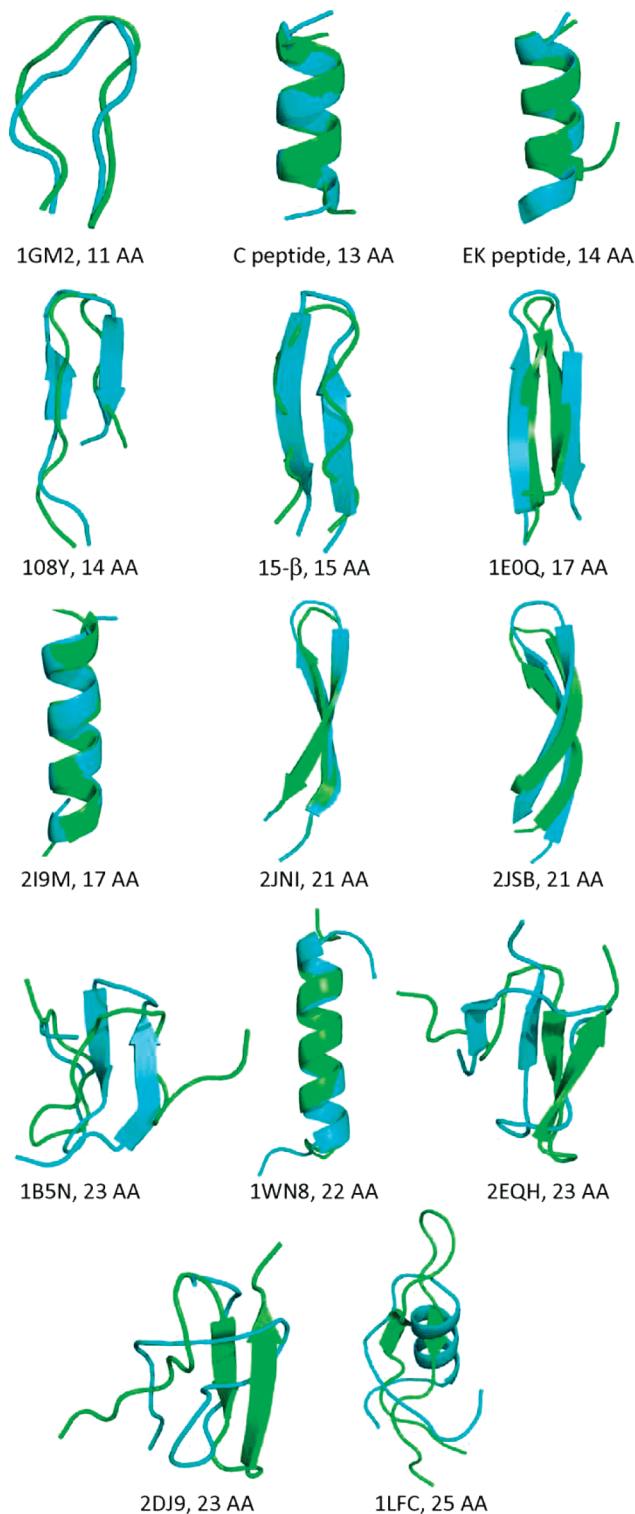 1GM2, 11 AA
C peptide, 13 AA
EK peptide, 14 AA
108Y, 14 AA
15-β, 15 AA
1E0Q, 17 AA
2I9M, 17 AA
2JNI, 21 AA
2JSB, 21 AA
1B5N, 23 AA
1WN8, 22 AA
2EQH, 23 AA
2DJ9, 23 AA
1LFC, 25 AA